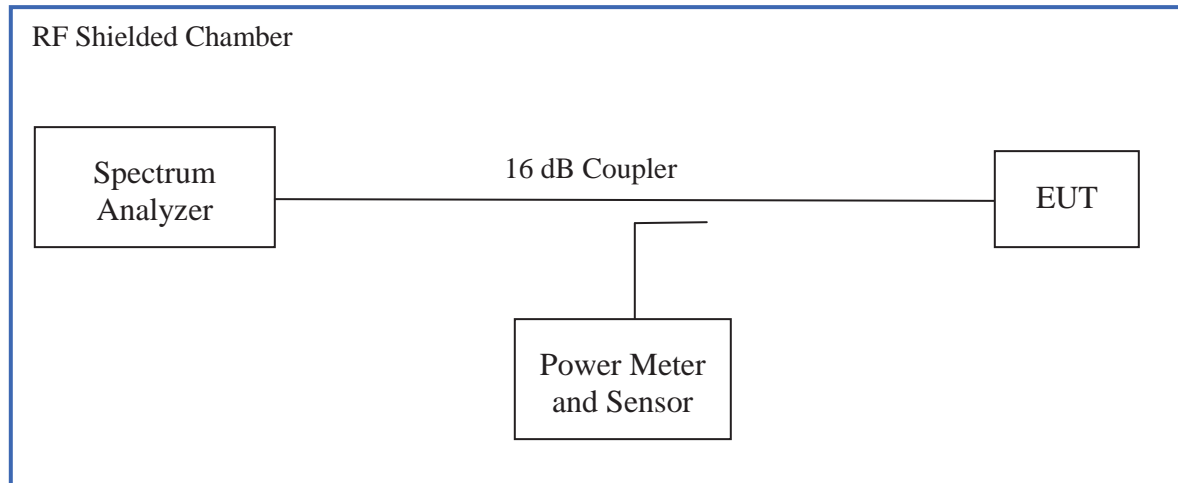 RF Shielded Chamber
Spectrum
Analyzer
16 dB Coupler
EUT
Power Meter
and Sensor